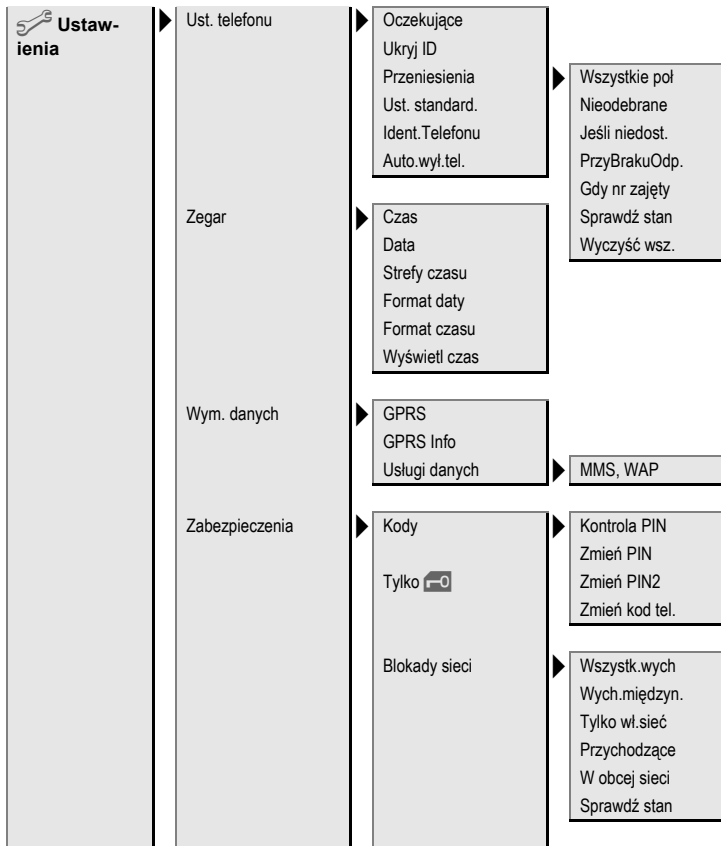 Ustaw-
ienia
Ust. telefonu
Oczekujące
Ukryj ID
Przeniesienia
Wszystkie poł
Nieodebrane
Jeśli niedost.
PrzyBrakuOdp.
Gdy nr zajęty
Sprawdź stan
Wyczyść wsz.
Ust. standard.
Ident.Telefonu
Auto.wył.tel.
Zegar
Czas
Data
Strefy czasu
Format daty
Format czasu
Wyświetl czas
Wym. danych
GPRS
GPRS Info
Usługi danych
MMS, WAP
Zabezpieczenia
Kody
Kontrola PIN
Zmień PIN
Zmień PIN2
Zmień kod tel.
Tylko
Blokady sieci
Wszystk.wych
Wych.międzyn.
Tylko wł.sieć
Przychodzące
W obcej sieci
Sprawdź stan